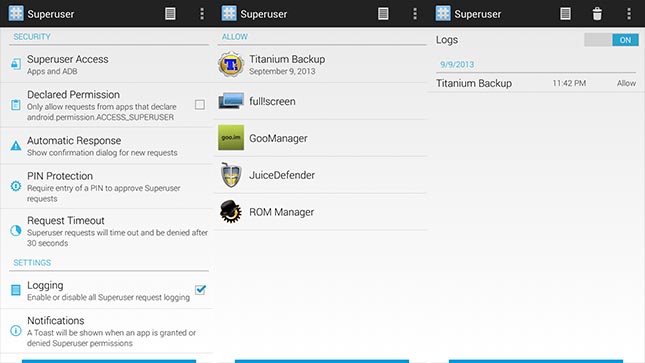 Superuser
SECURITY
Superuser Access
Apps and ADB
Declared Permission
Only allow requests from apps that declare
android.permission.ACCESS_SUPERUSER
Automatic Response
Show confirmation dialog for new requests
PIN Protection
Require entry of a PIN to approve Superuser
requests
Request Timeout
Superuser requests will time out and be denied after
30 seconds
SETTINGS
Logging
Enable or disable all Superuser request logging
Notifications
A Toast will be shown when an app is granted or
denied Superuser permissions
Superuser
ALLOW
Titanium Backup
September 9, 2013
full!screen
goo.im
GooManager
JuiceDefender
ROM Manager
Superuser
Logs
ON
9/9/2013
Titanium Backup 11:42 PM Allow